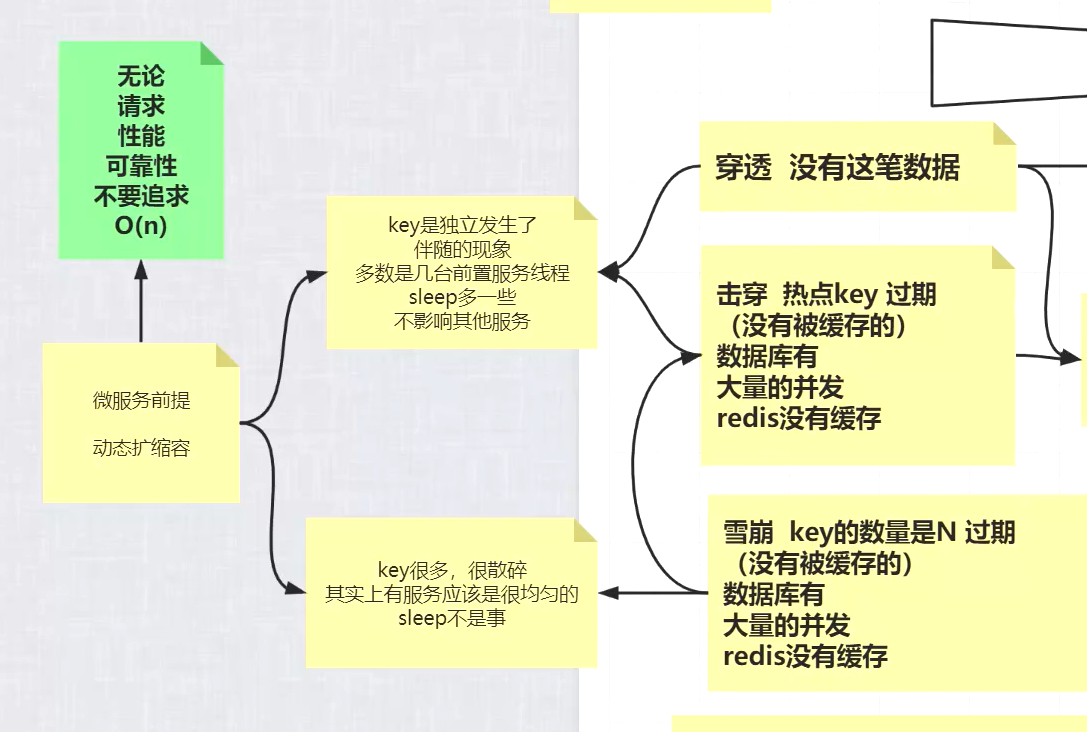 无论
请求
性能
可靠性
不要追求
O(n)
微服务前提
动态扩缩容
key是独立发生了
伴随的现象
多数是几台前置服务线程
sleep多一些
不影响其他服务
key很多，很散碎
其实上有服务应该是很均匀的
sleep不是事
穿透 没有这笔数据
击穿 热点key 过期
（没有被缓存的）
数据库有
大量的并发
redis没有缓存
雪崩 key的数量是N 过期
（没有被缓存的）
数据库有
大量的并发
redis没有缓存